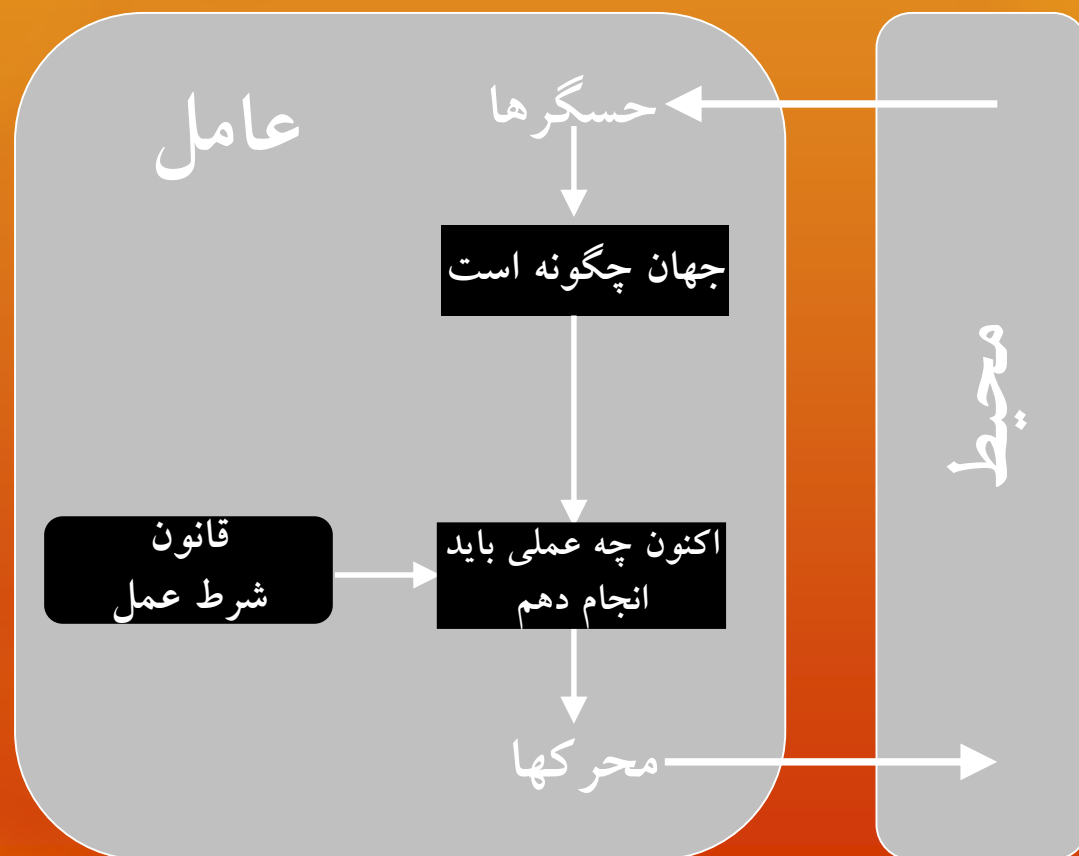 عامل
حسگرها
جهان چگونه است
محیط
قانون
شرط عمل
اکنون چه عملی باید
انجام دهم
محرکها